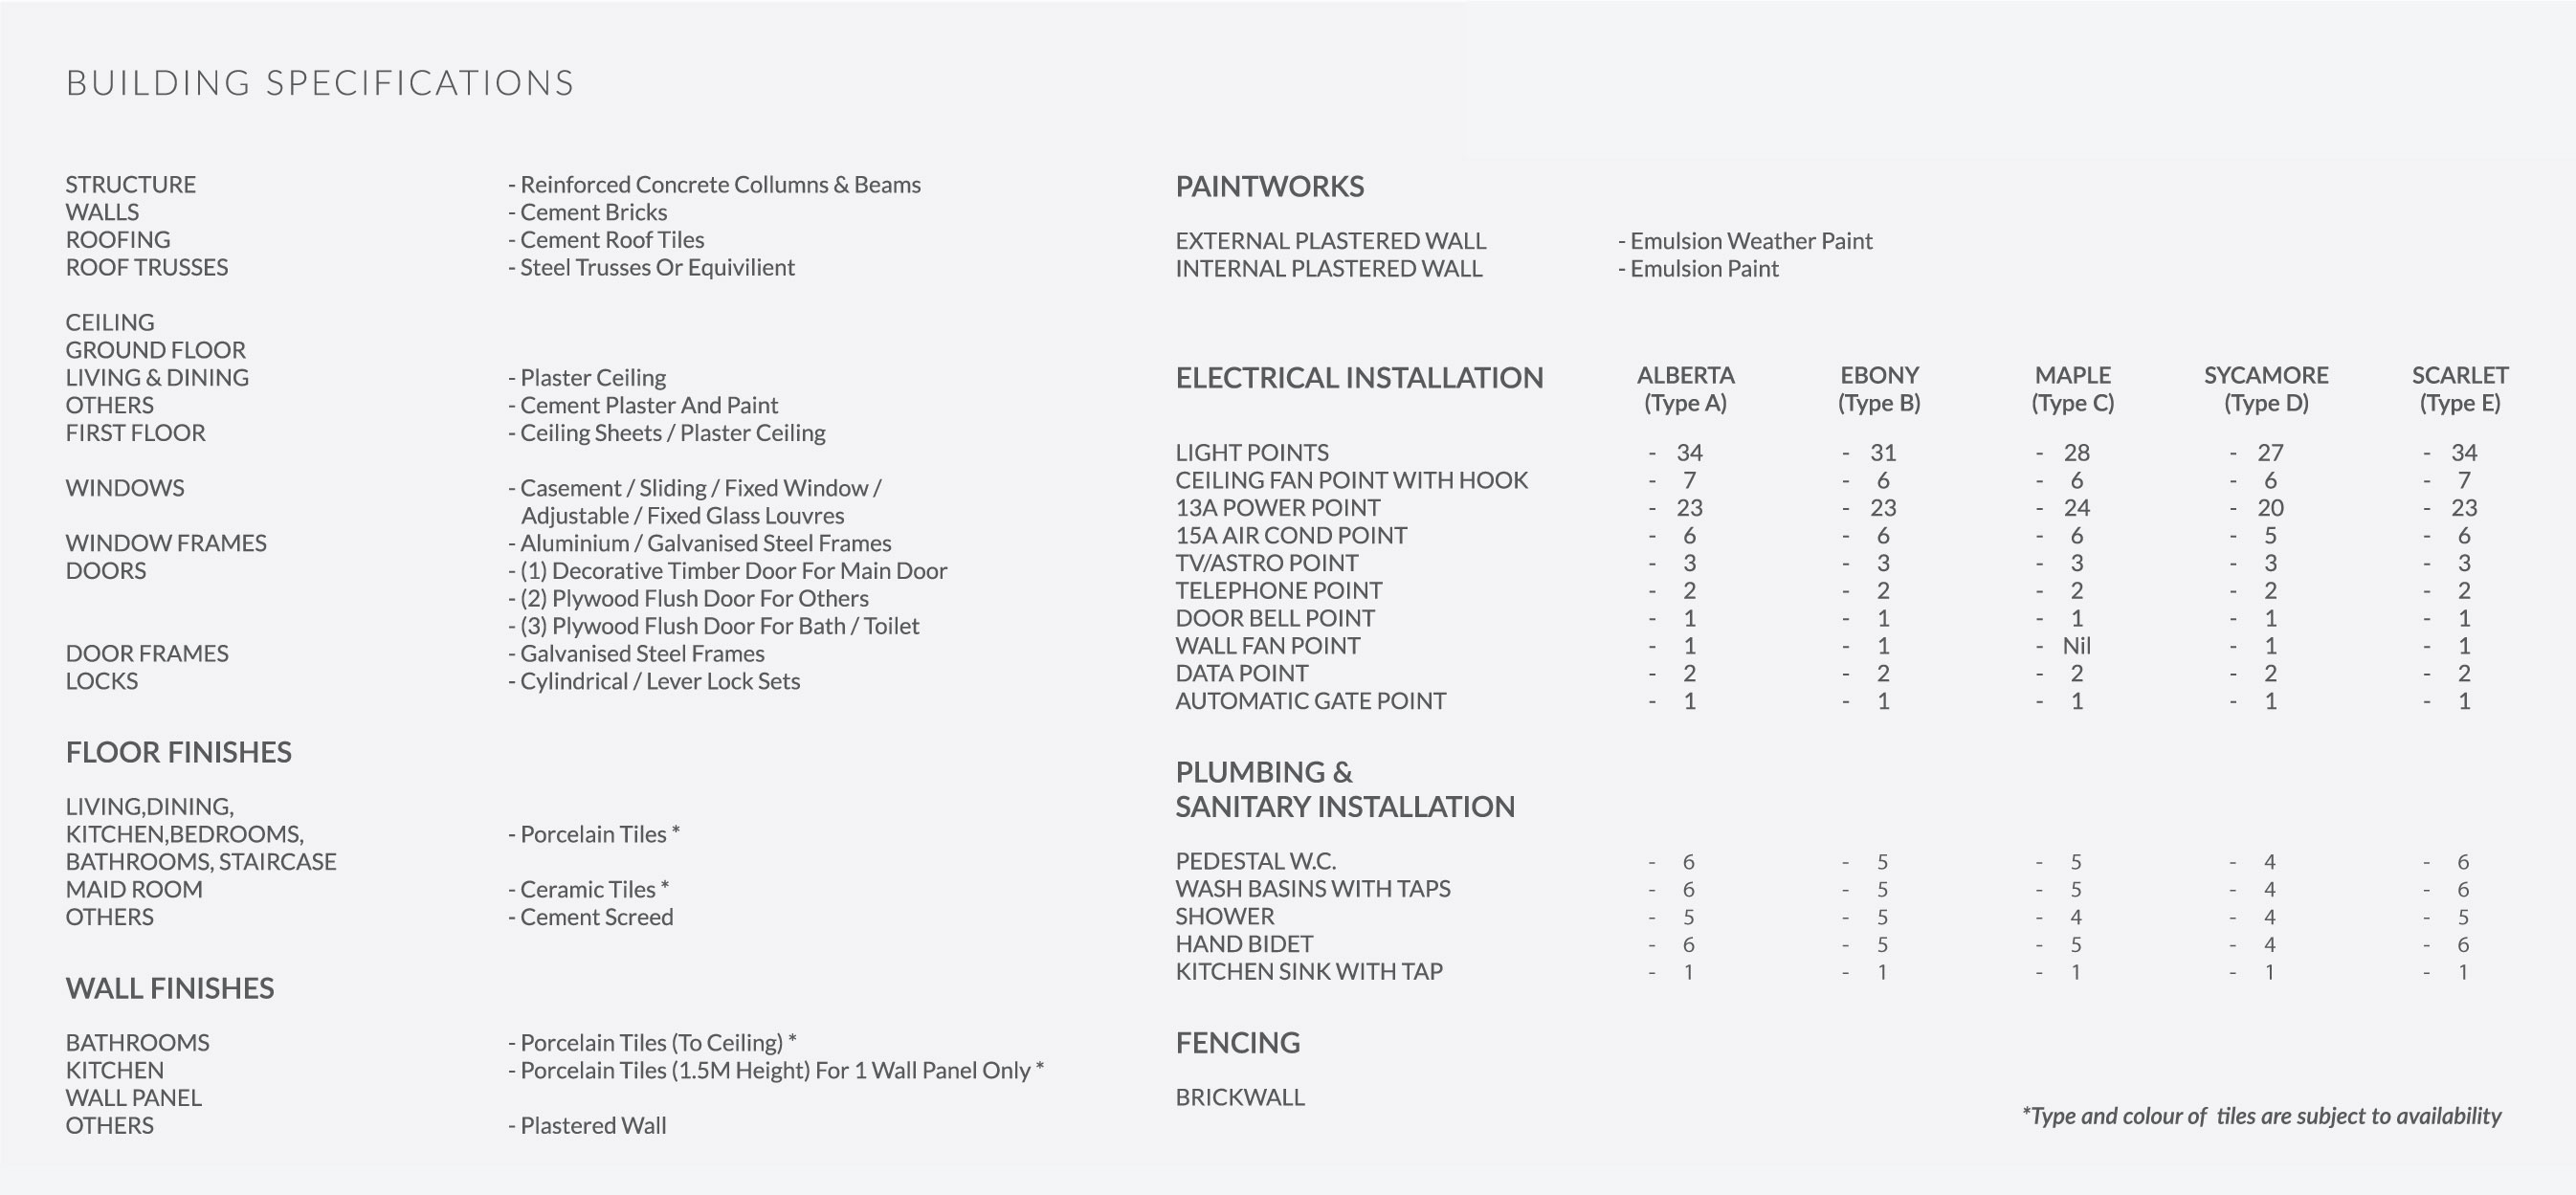 BUILDING SPECIFICATIONS
STRUCTURE - Reinforced Concrete Collumns & Beams
WALLS - Cement Bricks
ROOFING - Cement Roof Tiles
ROOF TRUSSES - Steel Trusses Or Equivilient
CEILING
GROUND FLOOR
LIVING & DINING - Plaster Ceiling
OTHERS - Cement Plaster And Paint
FIRST FLOOR - Ceiling Sheets / Plaster Ceiling
WINDOWS - Casement / Sliding / Fixed Window /
Adjustable / Fixed Glass Louvres
WINDOW FRAMES - Aluminium / Galvanised Steel Frames
DOORS - (1) Decorative Timber Door For Main Door
- (2) Plywood Flush Door For Others
- (3) Plywood Flush Door For Bath / Toilet
DOOR FRAMES - Galvanised Steel Frames
LOCKS - Cylindrical / Lever Lock Sets
FLOOR FINISHES
LIVING,DINING,
KITCHEN,BEDROOMS, - Porcelain Tiles *
BATHROOMS, STAIRCASE
MAID ROOM - Ceramic Tiles *
OTHERS - Cement Screed
WALL FINISHES
BATHROOMS - Porcelain Tiles (To Ceiling) *
KITCHEN - Porcelain Tiles (1.5M Height) For 1 Wall Panel Only *
WALL PANEL
OTHERS - Plastered Wall
PAINTWORKS
EXTERNAL PLASTERED WALL - Emulsion Weather Paint
INTERNAL PLASTERED WALL - Emulsion Paint
ELECTRICAL INSTALLATION ALBERTA EBONY MAPLE SYCAMORE SCARLET
(Type A) (Type B) (Type C) (Type D) (Type E)
LIGHT POINTS - 34 - 31 - 28 - 27 - 34
CEILING FAN POINT WITH HOOK - 7 - 6 - 6 - 6 - 7
13A POWER POINT - 23 - 23 - 24 - 20 - 23
15A AIR COND POINT - 6 - 6 - 6 - 5 - 6
TV/ASTRO POINT - 3 - 3 - 3 - 3 - 3
TELEPHONE POINT - 2 - 2 - 2 - 2 - 2
DOOR BELL POINT - 1 - 1 - 1 - 1 - 1
WALL FAN POINT - 1 - 1 - Nil - 1 - 1
DATA POINT - 2 - 2 - 2 - 2 - 2
AUTOMATIC GATE POINT - 1 - 1 - 1 - 1 - 1
PLUMBING &
SANITARY INSTALLATION
PEDESTAL W.C. - 6 - 5 - 5 - 4 - 6
WASH BASINS WITH TAPS - 6 - 5 - 5 - 4 - 6
SHOWER - 5 - 5 - 4 - 4 - 5
HAND BIDET - 6 - 5 - 5 - 4 - 6
KITCHEN SINK WITH TAP - 1 - 1 - 1 - 1 - 1
FENCING
BRICKWALL
*Type and colour of tiles are subject to availability